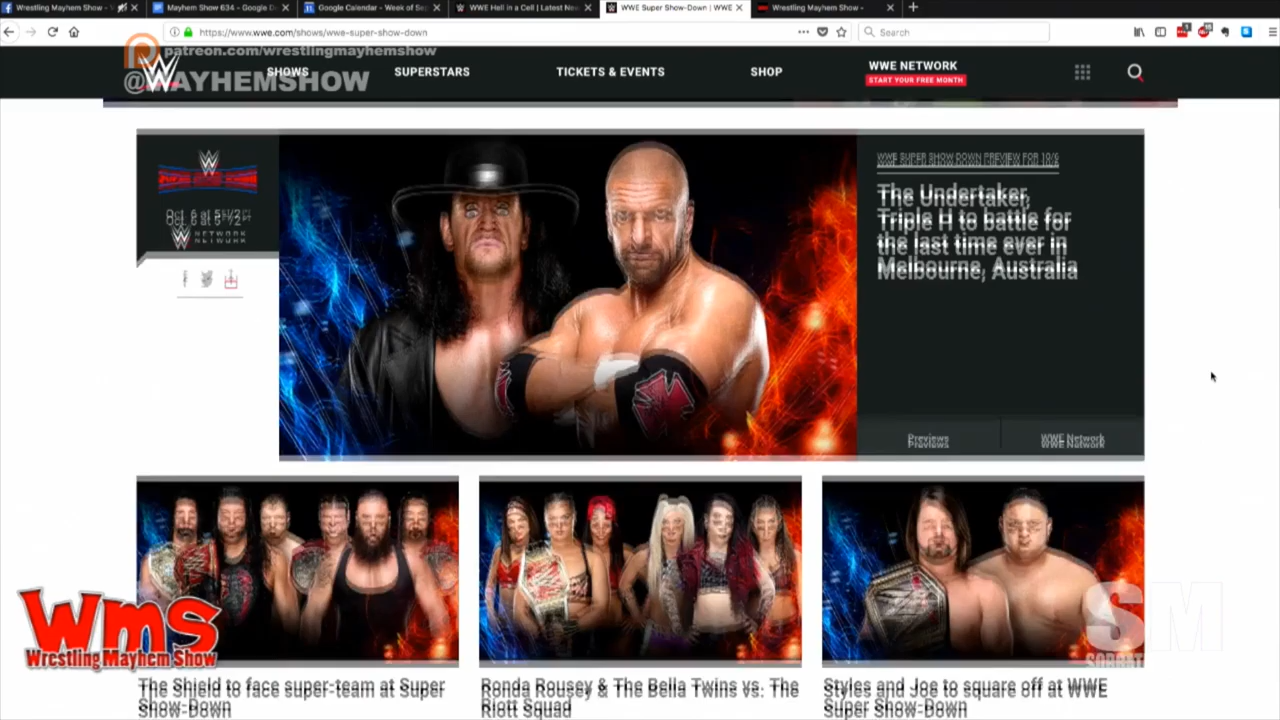 Wrestling Mayhem Show -
Mayhem Show 634 - Google D
Google Calendar - Week of Se
WWE Hell in a Cell | Latest Ne
WWE Super Show-Down | WWE
Wrestling Mayhem Show -
https://www.wwe.com/shows/wwe-super-show-down
Search
patreon.com/wrestlingmayhemshow
@MAYHEMSHOW
SHOWS
SUPERSTARS
TICKETS & EVENTS
SHOP
WWE NETWORK
START YOUR FREE MONTH
NETWORK
WWE SUPER SHOW DOWN PREVIEW FOR 10/6
The Undertaker,
Triple H to battle for
the last time ever in
Melbourne, Australia
Previews
WWE Network
wms
Wrestling Mayhem Show
SM
The Shield to face super-team at Super
Show-Down
Ronda Rousey & The Bella Twins vs. The
Riott Squad
Styles and Joe to square off at WWE
Super Show-Down